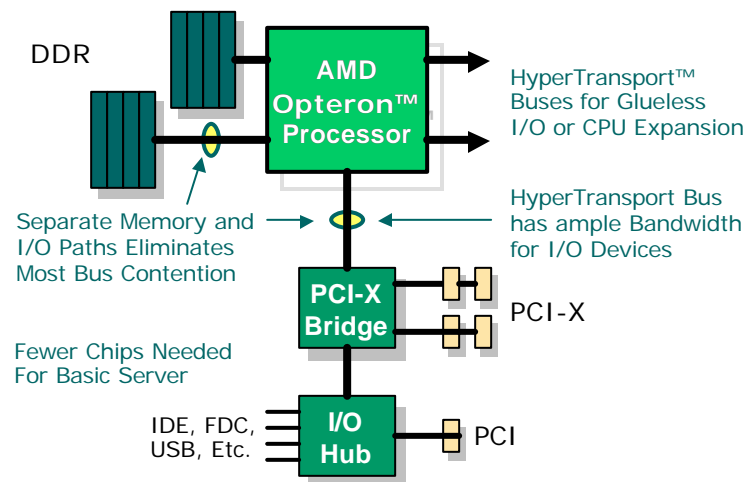 DDR
AMD
Opteron™
Processor
HyperTransport™
Buses for Glueless
I/O or CPU Expansion
Separate Memory and
I/O Paths Eliminates
Most Bus Contention
HyperTransport Bus
has ample Bandwidth
for I/O Devices
PCI-X
Bridge
PCI-X
Fewer Chips Needed
For Basic Server
IDE, FDC,
USB, Etc.
I/O
Hub
PCI